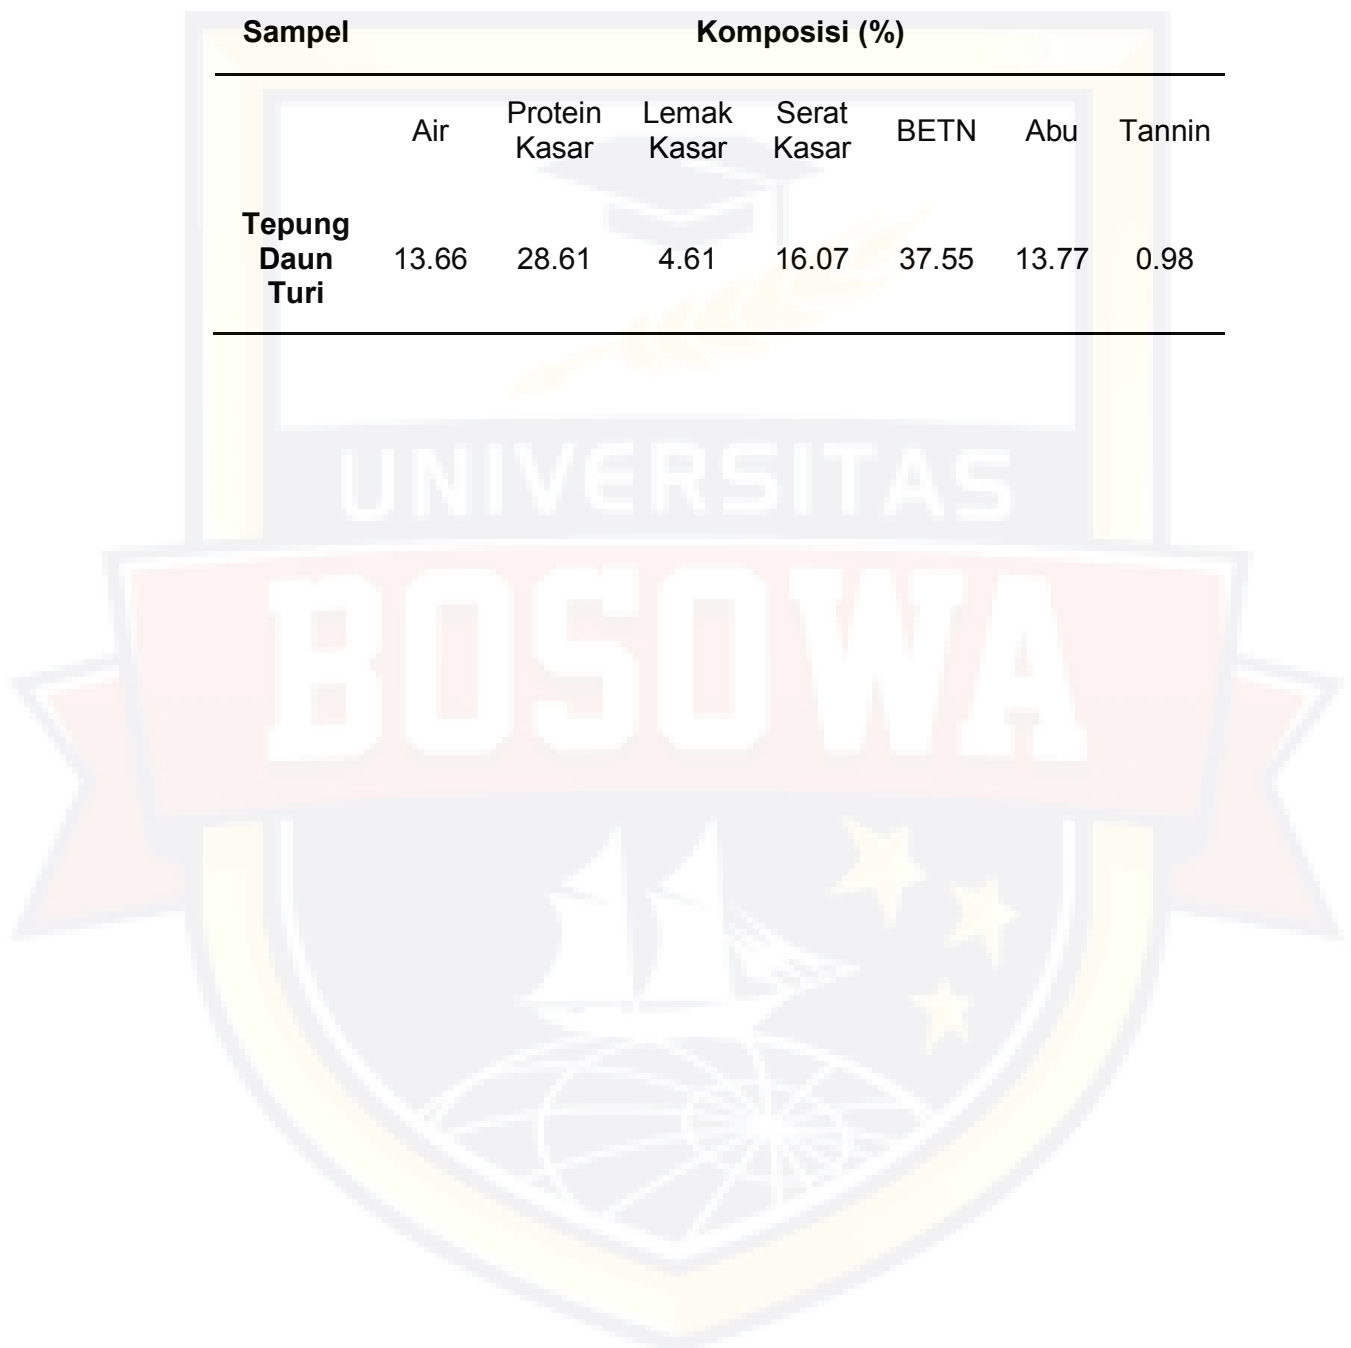 Sampel Komposisi (%)
Air Protein Kasar Lemak Kasar Serat Kasar BETN Abu Tannin
Tepung Daun Turi 13.66 28.61 4.61 16.07 37.55 13.77 0.98
UNIVERSITAS
BOSOWA